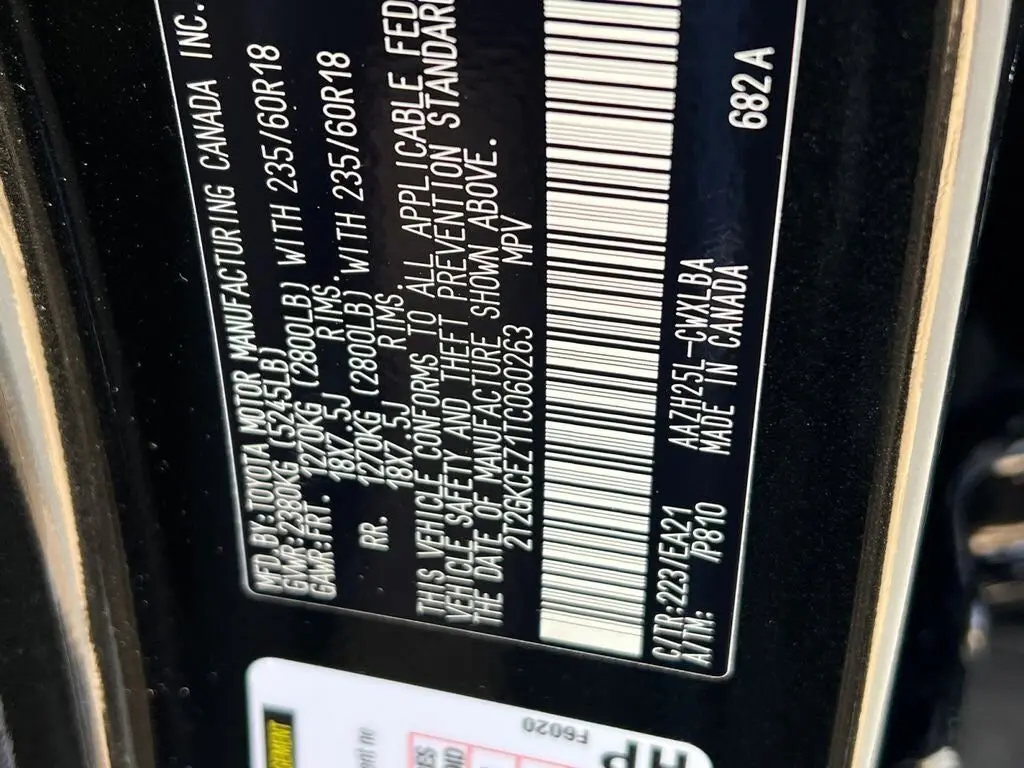 MFD.BY:TOYOTA MOTOR MANUFACTURING CANADA INC.
GVWR:2380KG (5245LB)
GAWR:FRT. 1270KG (2800LB) WITH 235/60R18
18X7.5J RIMS.
RR. 1270KG (2800LB) WITH 235/60R18
18X7.5J RIMS.
THIS VEHICLE CONFORMS TO ALL APPLICABLE FED
VEHICLE SAFETY AND THEFT PREVENTION STANDAR
THE DATE OF MANUFACTURE SHOWN ABOVE.
2T2GKCEZ1TC060263 MPV
C/TR:223/EA21 AAZH25L-CWXLBA 682A
A/TM: /P810 MADE IN CANADA
F6020